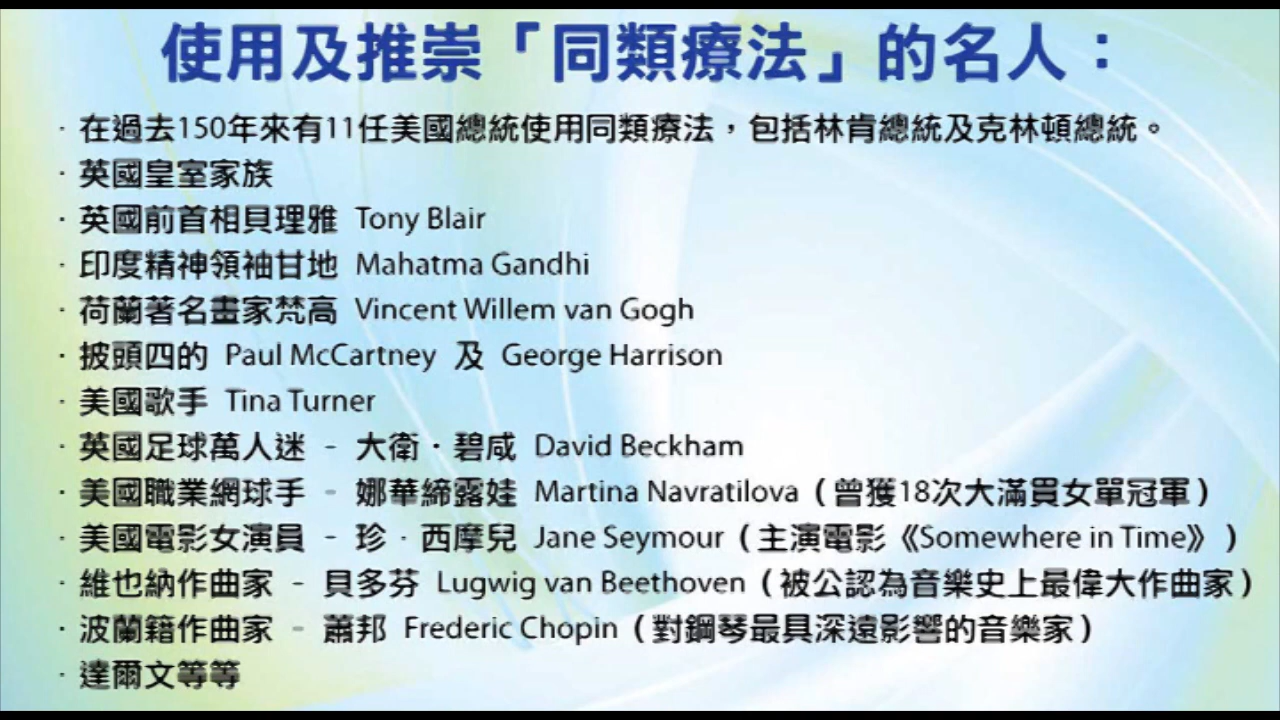 使用及推崇「同類療法」的名人：
· 在過去150年來有11任美國總統使用同類療法，包括林肯總統及克林頓總統。
· 英國皇室家族
· 英國前首相貝理雅 Tony Blair
· 印度精神領袖甘地 Mahatma Gandhi
· 荷蘭著名畫家梵高 Vincent Willem van Gogh
· 披頭四的 Paul McCartney 及 George Harrison
· 美國歌手 Tina Turner
· 英國足球萬人迷 - 大衛・碧咸 David Beckham
· 美國職業網球手 - 娜華締露娃 Martina Navratilova（曾獲18次大滿買女單冠軍）
· 美國電影女演員 - 珍・西摩兒 Jane Seymour（主演電影《Somewhere in Time》）
· 維也納作曲家 - 貝多芬 Lugwig van Beethoven（被公認為音樂史上最偉大作曲家）
· 波蘭籍作曲家 - 蕭邦 Frederic Chopin（對鋼琴最具深遠影響的音樂家）
· 達爾文等等